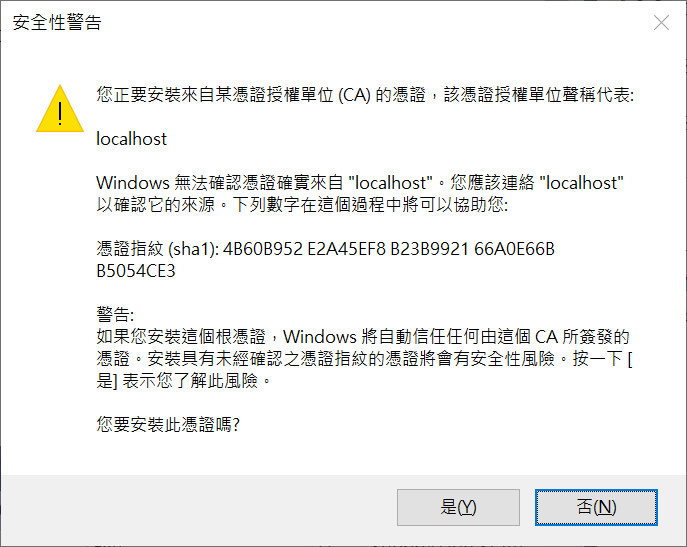 安全性警告
您正要安裝來自某憑證授權單位 (CA) 的憑證，該憑證授權單位聲稱代表:
localhost
Windows 無法確認憑證確實來自 "localhost"。您應該連絡 "localhost"
以確認它的來源。下列數字在這個過程中將可以協助您:
憑證指紋 (sha1): 4B60B952 E2A45EF8 B23B9921 66A0E66B
B5054CE3
警告:
如果您安裝這個根憑證，Windows 將自動信任任何由這個 CA 所簽發的
憑證。安裝具有未經確認之憑證指紋的憑證將會有安全性風險。按一下 [
是] 表示您了解此風險。
您要安裝此憑證嗎?
是(Y)
否(N)